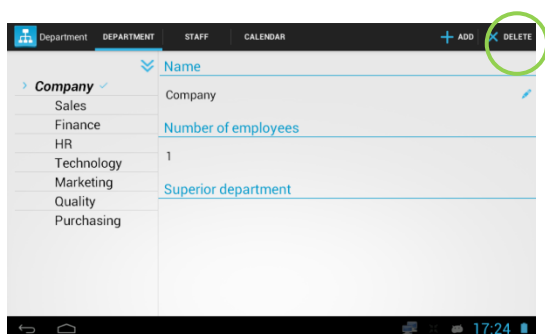 Department DEPARTMENT STAFF CALENDAR ADD DELETE
Company
Sales
Finance
HR
Technology
Marketing
Quality
Purchasing
Name
Company
Number of employees
1
Superior department
17:24